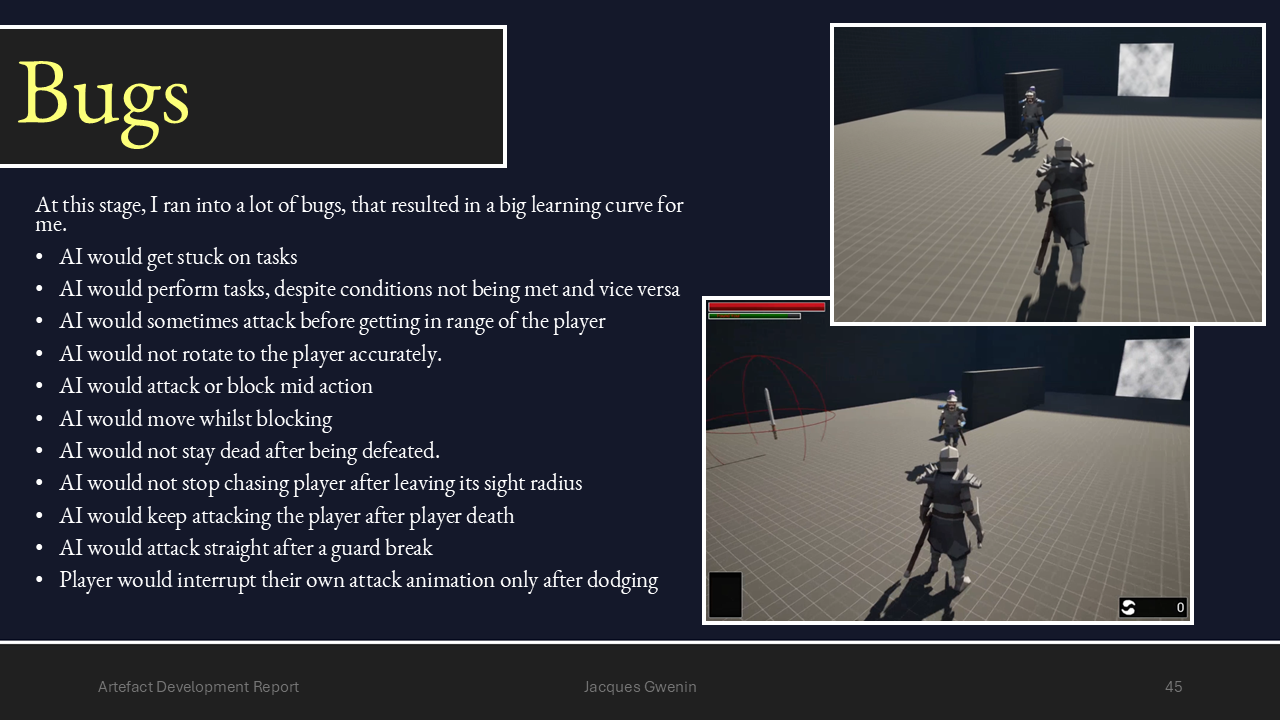 Bugs
At this stage, I ran into a lot of bugs, that resulted in a big learning curve for
me.
• AI would get stuck on tasks
• AI would perform tasks, despite conditions not being met and vice versa
• AI would sometimes attack before getting in range of the player
• AI would not rotate to the player accurately.
• AI would attack or block mid action
• AI would move whilst blocking
• AI would not stay dead after being defeated.
• AI would not stop chasing player after leaving its sight radius
• AI would keep attacking the player after player death
• AI would attack straight after a guard break
• Player would interrupt their own attack animation only after dodging
0
Artefact Development Report
Jacques Gwenin
45